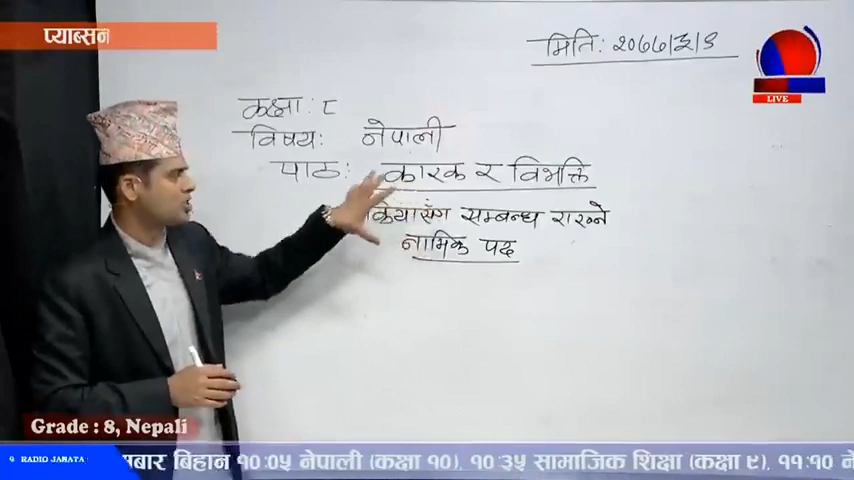 प्याब्सन
मिति: २०७७।३।९
LIVE
कक्षा: ८
विषय: नेपाली
पाठ: कारक र विभक्ति
क्रियासँग सम्बन्ध राख्ने
नामिक पद
Grade : 8, Nepali
RADIO JANATA
बार बिहान १०:०५ नेपाली (कक्षा १०), १०:३५ सामाजिक शिक्षा (कक्षा ९), ११:१०